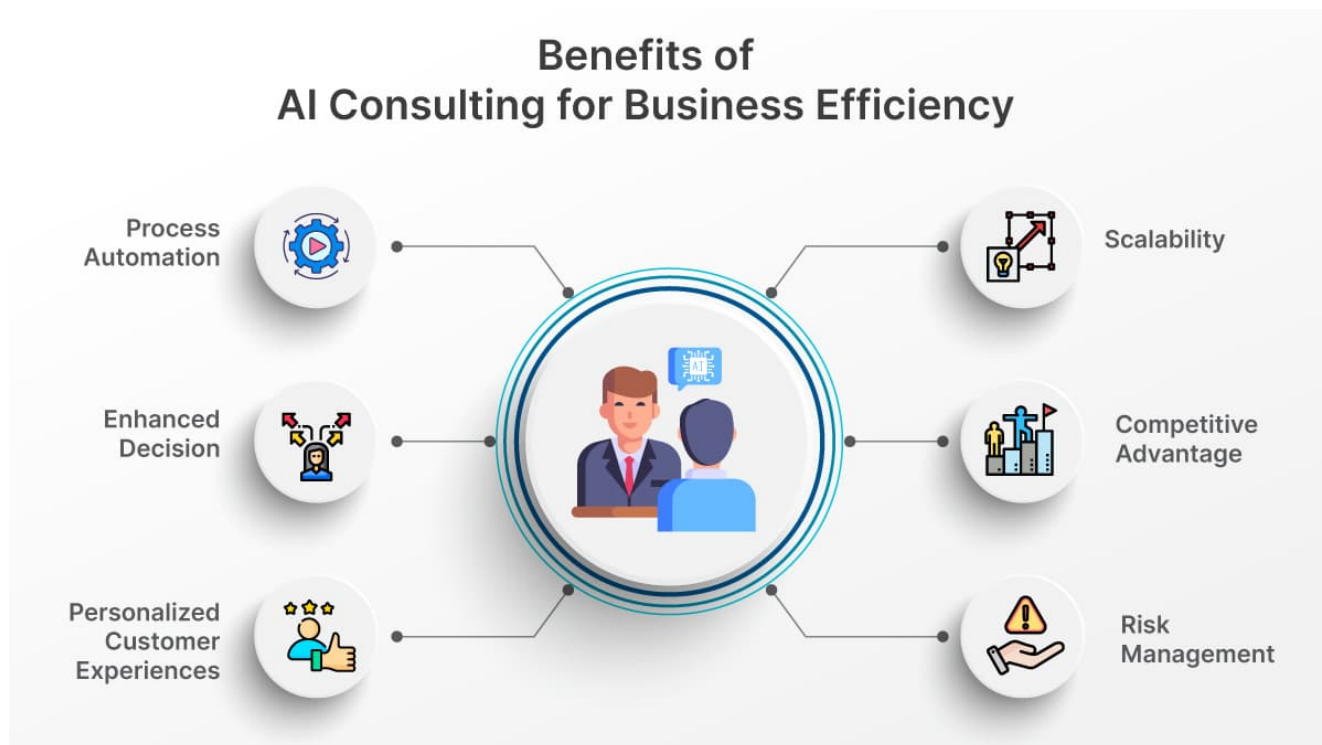 Benefits of
AI Consulting for Business Efficiency
Process
Automation
Enhanced
Decision
Personalized
Customer
Experiences
AI
Scalability
Competitive
Advantage
Risk
Management